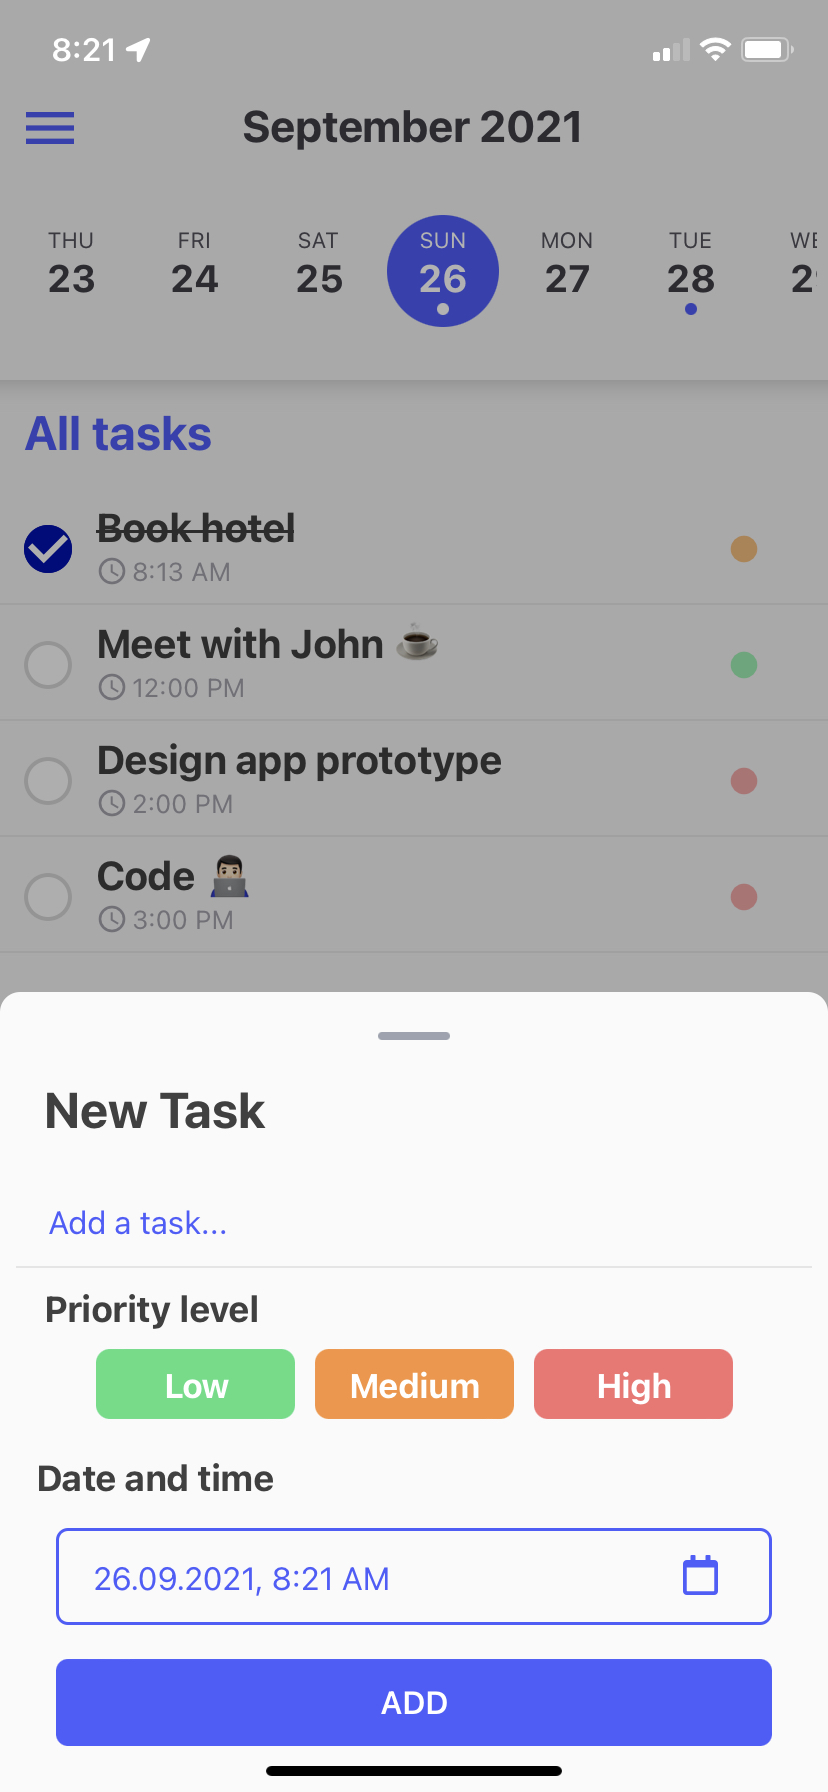 8:21
September 2021
THU FRI SAT SUN MON TUE WE
23 24 25 26 27 28
All tasks
Book hotel
8:13 AM
Meet with John ☕
12:00 PM
Design app prototype
2:00 PM
Code 👨🏻‍💻
3:00 PM
New Task
Add a task...
Priority level
Low Medium High
Date and time
26.09.2021, 8:21 AM
ADD